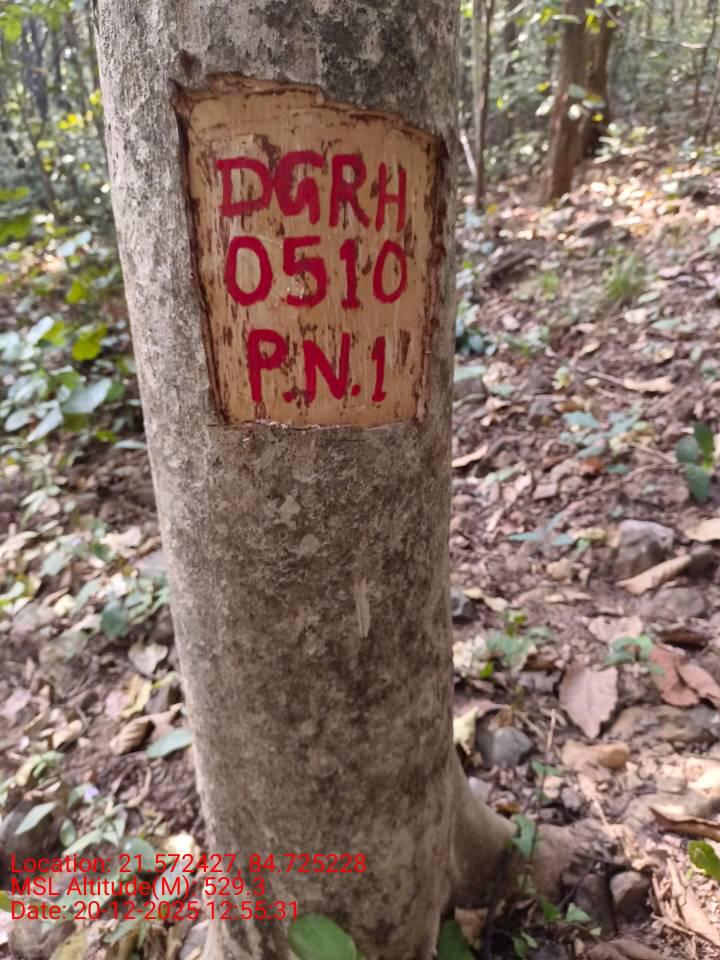 DGRH
0510
P.N.1
Location: 21.572427, 84.725228
MSL Altitude(M): 529.3
Date: 20-12-2025 12:55:31